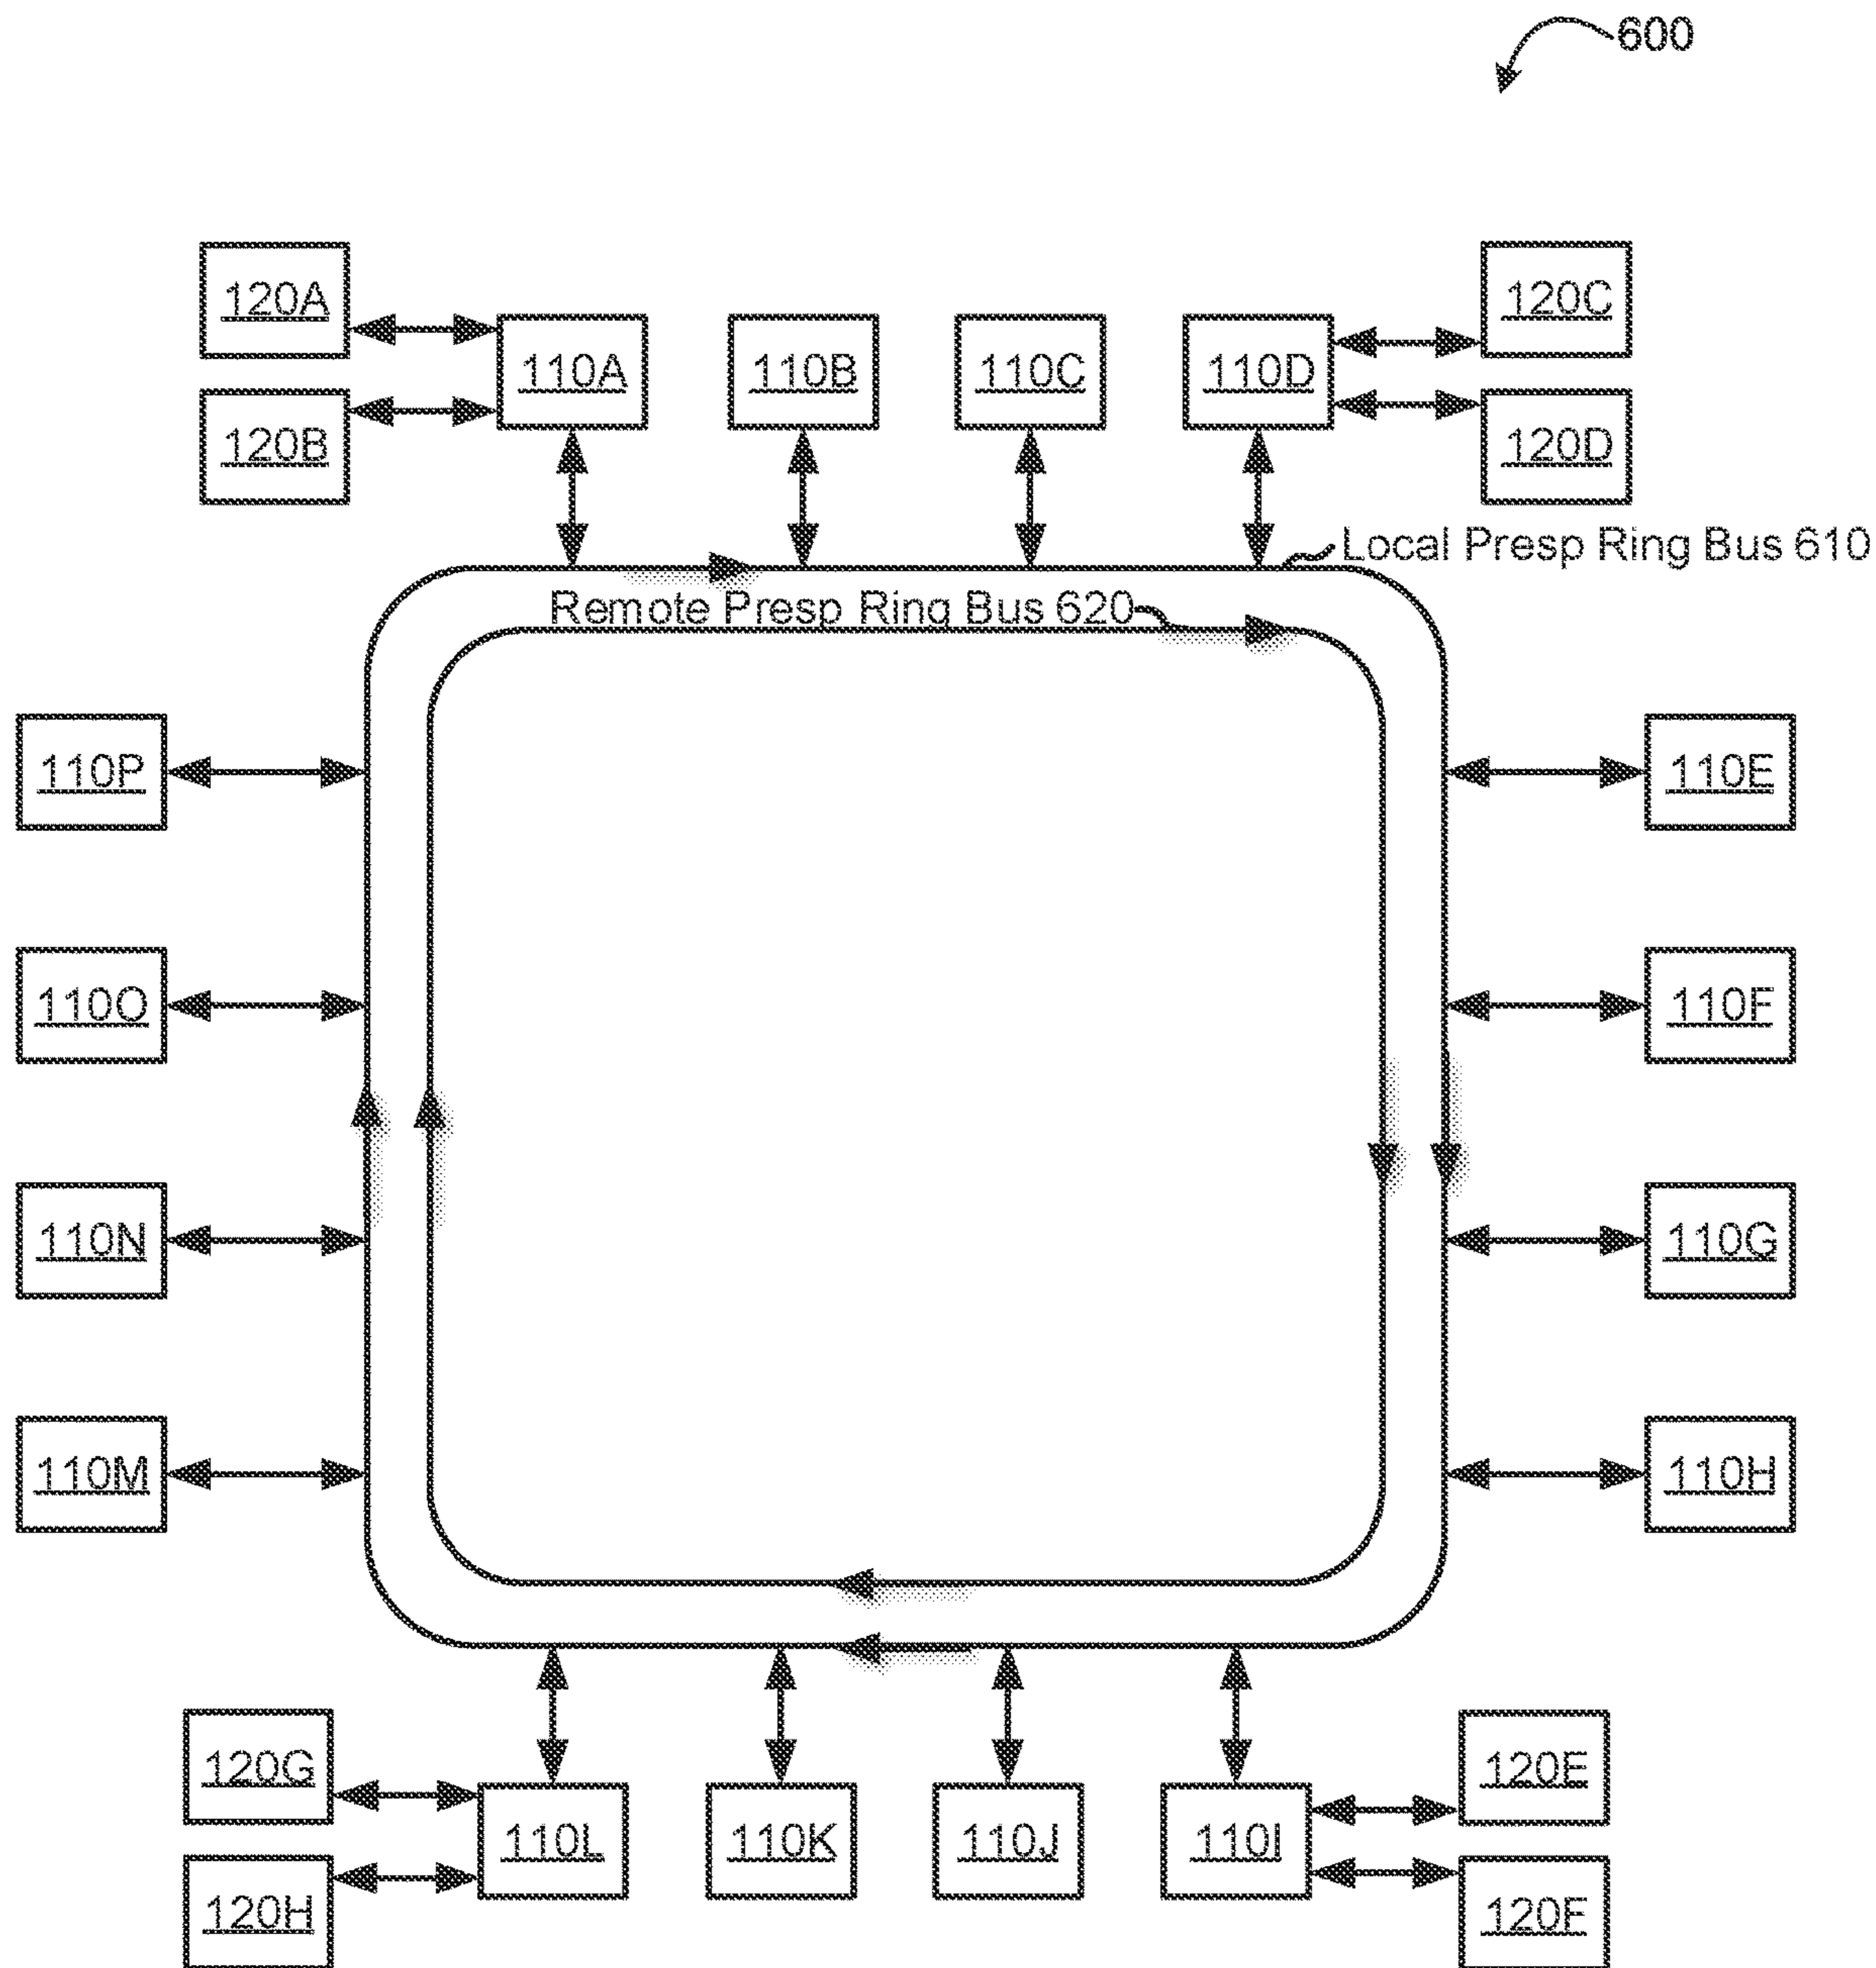 600
120A
120C
110A
110B
110C
110D
120B
120D
Local Presp Ring Bus 610
Remote Presp Ring Bus 620
110P
110E
110O
110F
110N
110G
110M
110H
120G
120E
110L
110K
110J
110I
120H
120F